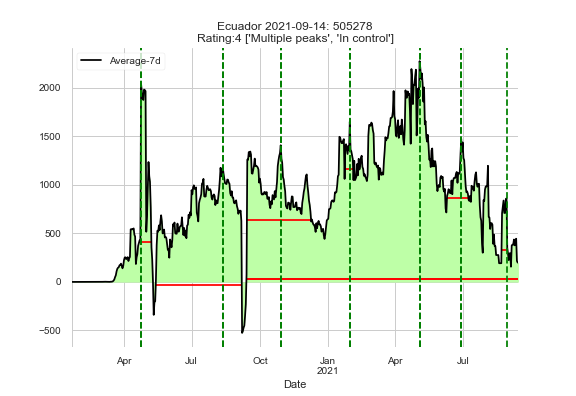 Ecuador 2021-09-14: 505278
Rating:4 ['Multiple peaks', 'In control']
Average-7d
2000
1500
1000
500
0
−500
Apr
Jul
Oct
Jan
2021
Apr
Jul
Date